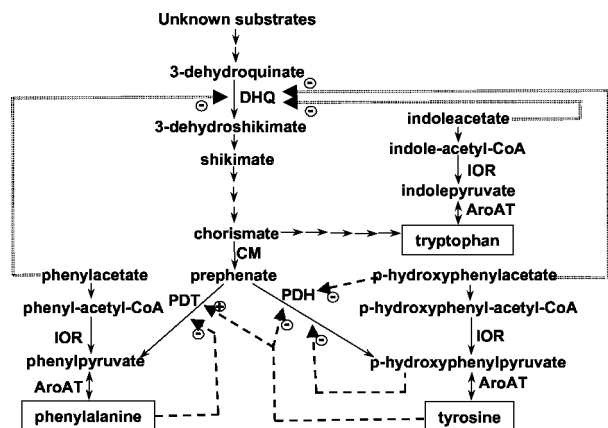 Unknown substrates
3-dehydroquinate
DHQ
3-dehydroshikimate
shikimate
indoleacetate
indole-acetyl-CoA
IOR
indolepyruvate
AroAT
chorismate
tryptophan
CM
phenylacetate
prephenate
p-hydroxyphenylacetate
phenyl-acetyl-CoA
PDT
PDH
p-hydroxyphenyl-acetyl-CoA
IOR
IOR
phenylpyruvate
p-hydroxyphenylpyruvate
AroAT
AroAT
phenylalanine
tyrosine